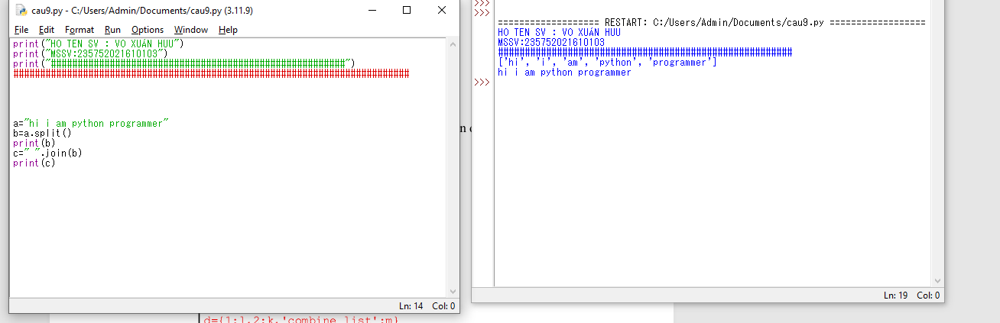 cau9.py - C:/Users/Admin/Documents/cau9.py (3.11.9)
File Edit Format Run Options Window Help
print("HO TEN SV : VO XUÁN HUU")
print("MSSV:235752021610103")
print("#######################################################")
##########################################################################
a="hi i am python programmer"
b=a.split()
print(b)
c=" ".join(b)
print(c)
Ln: 14 Col: 0
>>>
>>>
=================== RESTART: C:/Users/Admin/Documents/cau9.py ==================
HO TEN SV : VO XUÁN HUU
MSSV:235752021610103
#######################################################
['hi', 'i', 'am', 'python', 'programmer']
hi i am python programmer
>>>
Ln: 19 Col: 0
n
d={1:l,2:k,'combine list':m}